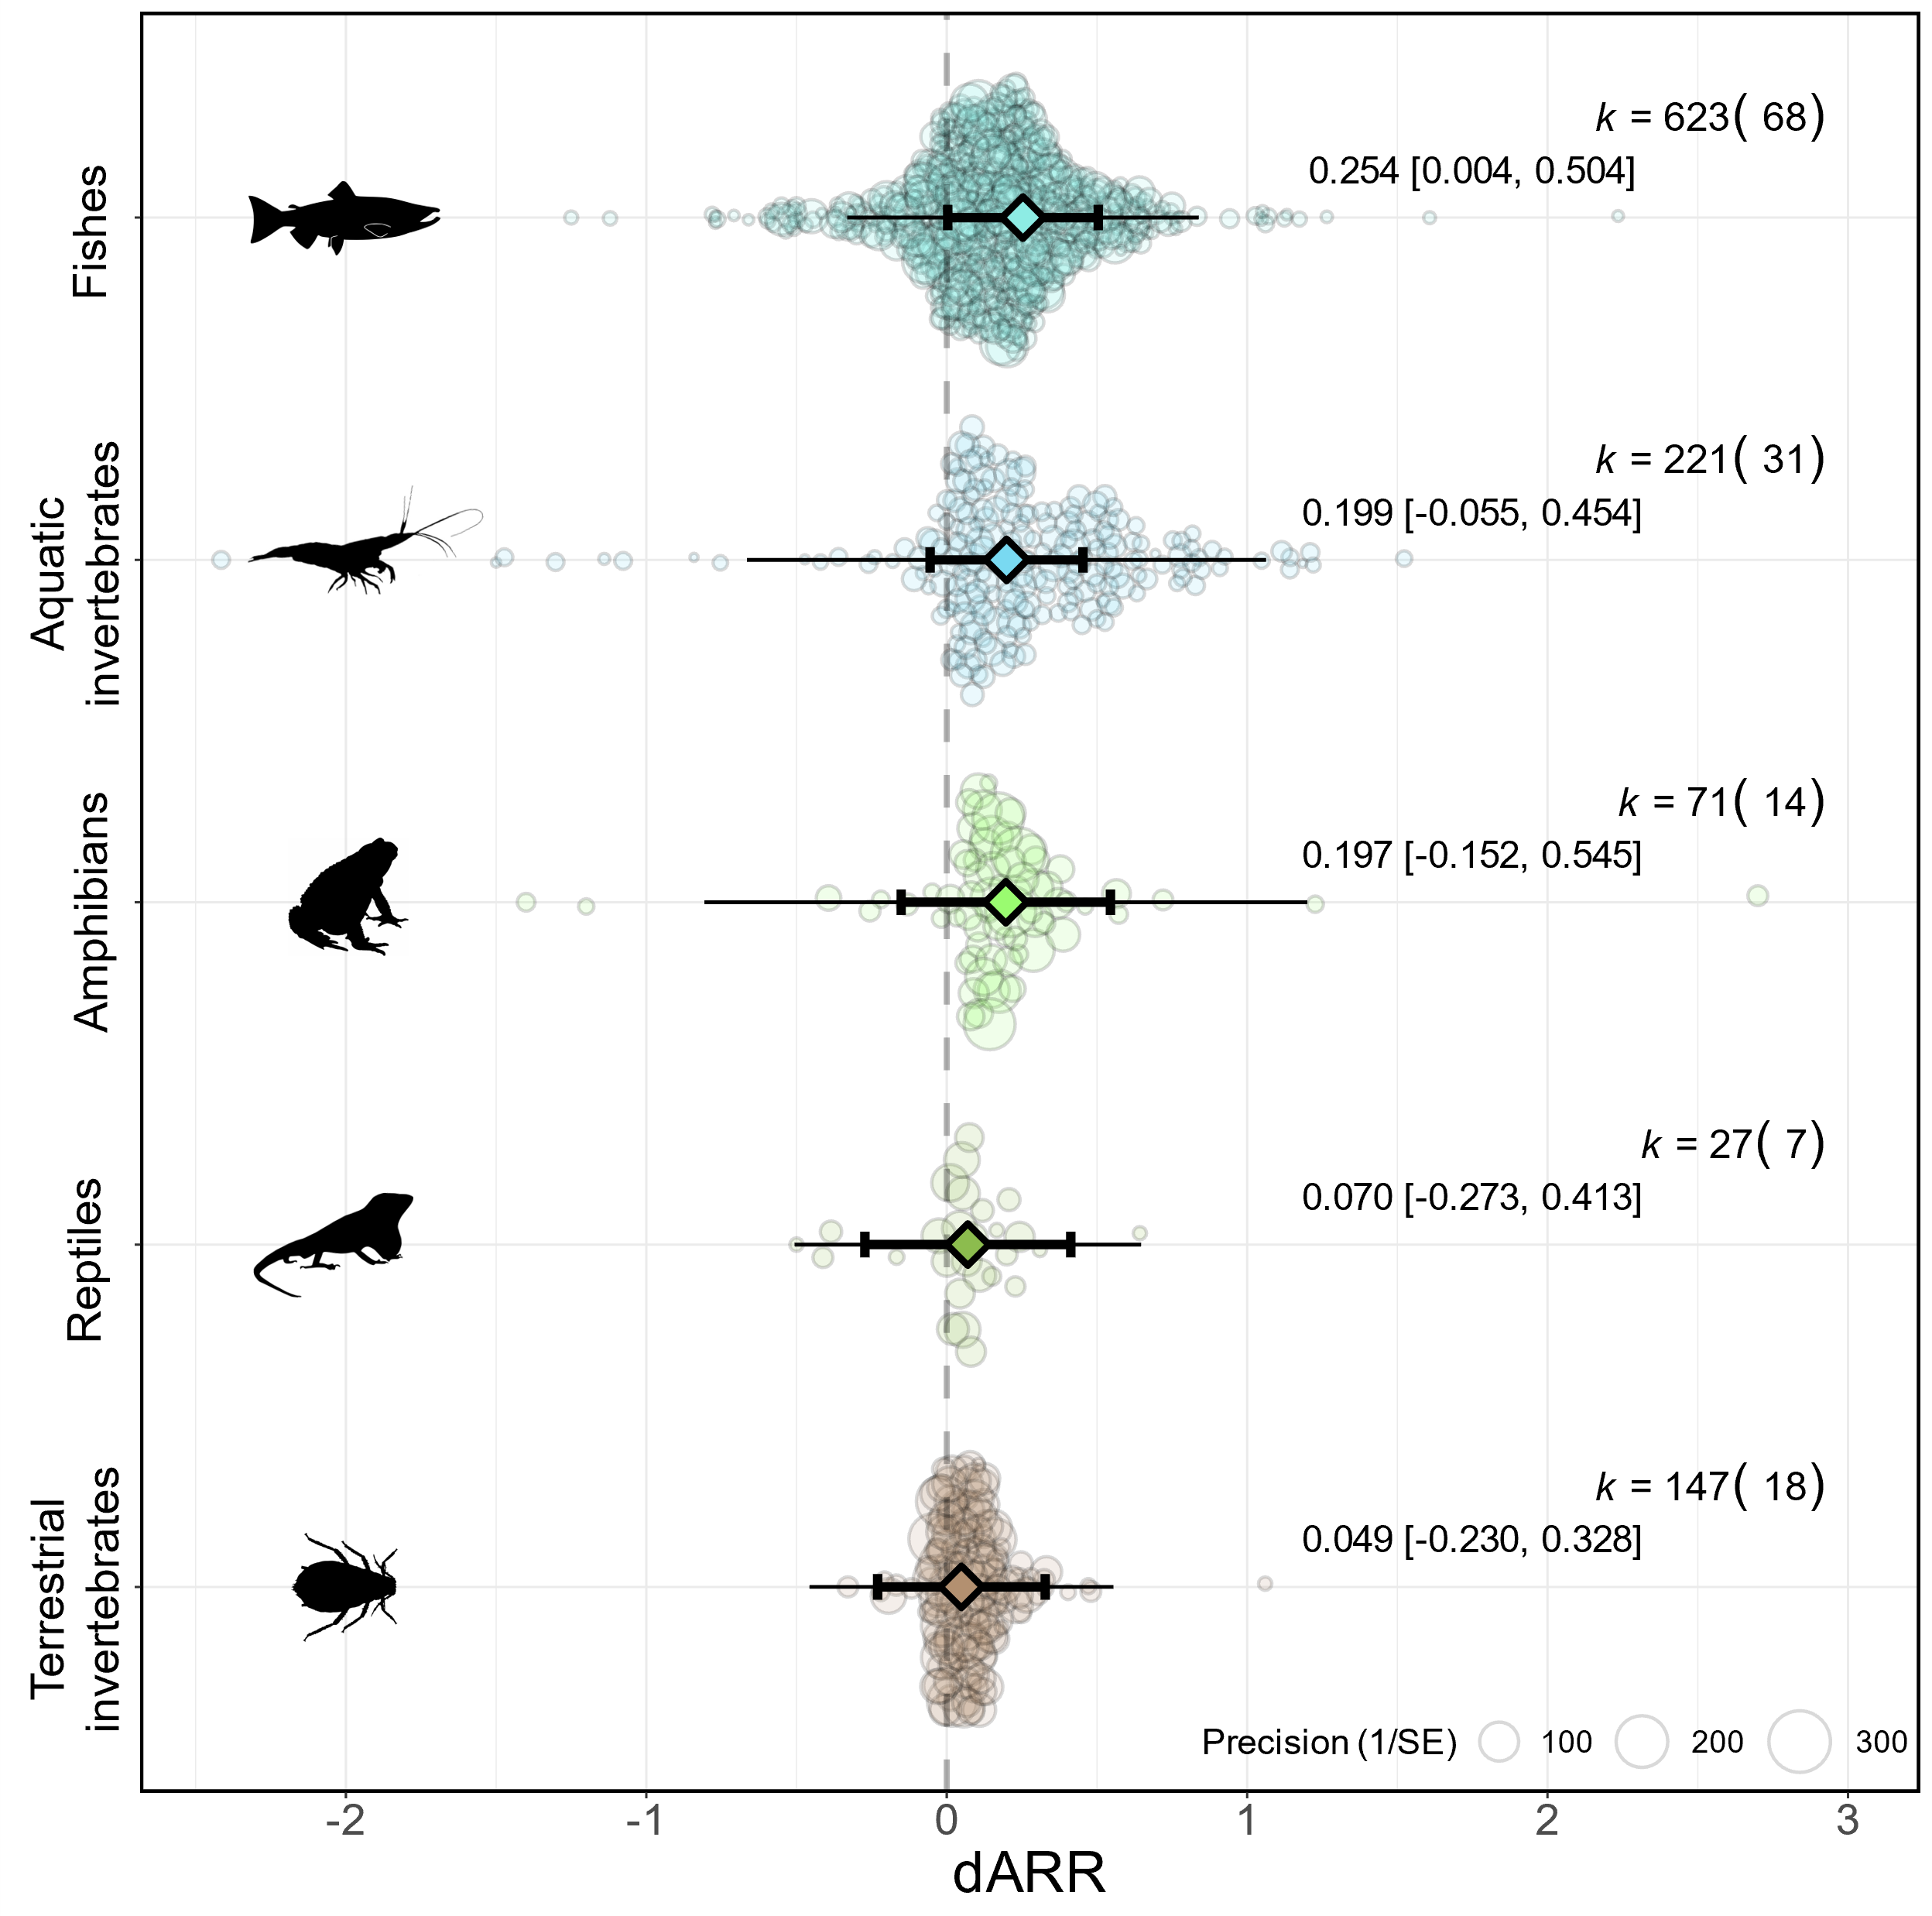 Fishes
k = 623( 68)
0.254 [0.004, 0.504]
Aquatic
invertebrates
k = 221( 31)
0.199 [-0.055, 0.454]
Amphibians
k = 71( 14)
0.197 [-0.152, 0.545]
Reptiles
k = 27( 7)
0.070 [-0.273, 0.413]
Terrestrial
invertebrates
k = 147( 18)
0.049 [-0.230, 0.328]
Precision (1/SE) 100 200 300
-2 -1 0 1 2 3
dARR